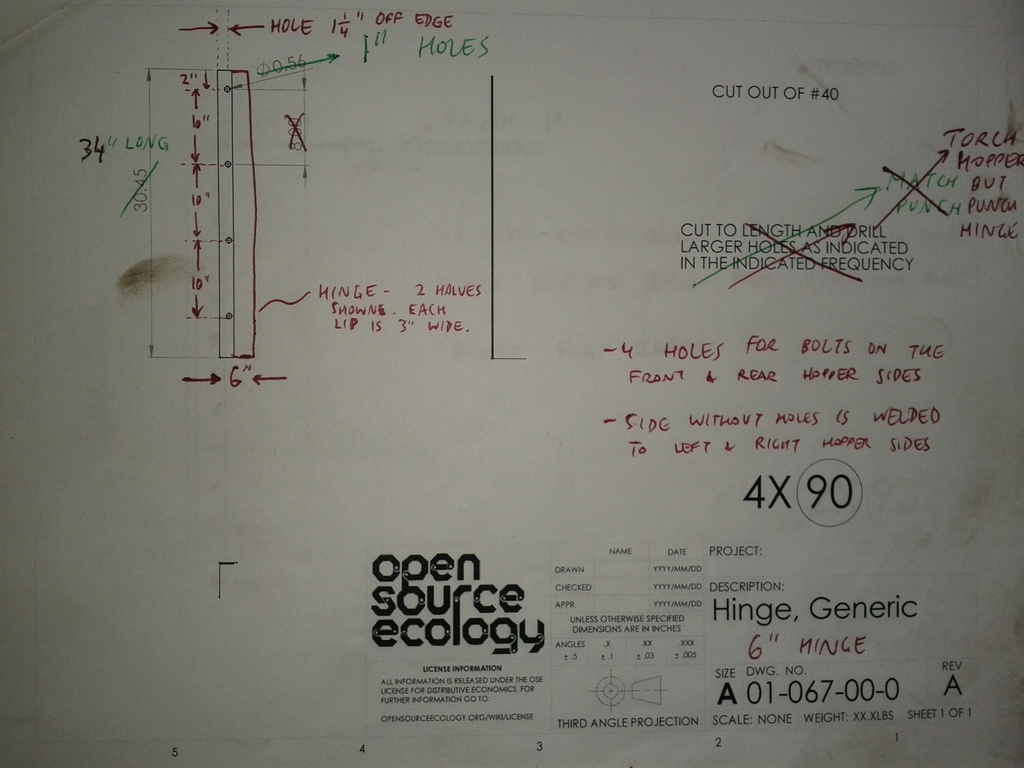 34" LONG
30.45
2"
10"
10"
10"
6"
Ø0.56
1" HOLES
HOLE 1 1/4" OFF EDGE
HINGE - 2 HALVES
SHOWN. EACH
LIP IS 3" WIDE.
CUT OUT OF #40
CUT TO LENGTH AND DRILL
LARGER HOLES AS INDICATED
IN THE INDICATED FREQUENCY
TORCH
HOPPER
MATCH BUT
PUNCH PUNCH
HINGE
-4 HOLES FOR BOLTS ON THE
FRONT & REAR HOPPER SIDES
-SIDE WITHOUT HOLES IS WELDED
TO LEFT & RIGHT HOPPER SIDES
4X 90
open
source
ecology
LICENSE INFORMATION
ALL INFORMATION IS RELEASED UNDER THE OSE
LICENSE FOR DISTRIBUTIVE ECONOMICS. FOR
FURTHER INFORMATION GO TO:
OPENSOURCEECOLOGY.ORG/WIKI/LICENSE
NAME DATE
DRAWN YYYY/MM/DD
CHECKED YYYY/MM/DD
APPR. YYYY/MM/DD
UNLESS OTHERWISE SPECIFIED
DIMENSIONS ARE IN INCHES
ANGLES .X .XX .XXX
± .5 ± .1 ± .03 ± .005
THIRD ANGLE PROJECTION
PROJECT:
DESCRIPTION:
Hinge, Generic
6" HINGE
SIZE DWG. NO. REV
A 01-067-00-0 A
SCALE: NONE WEIGHT: XX.XLBS SHEET 1 OF 1
5 4 3 2 1